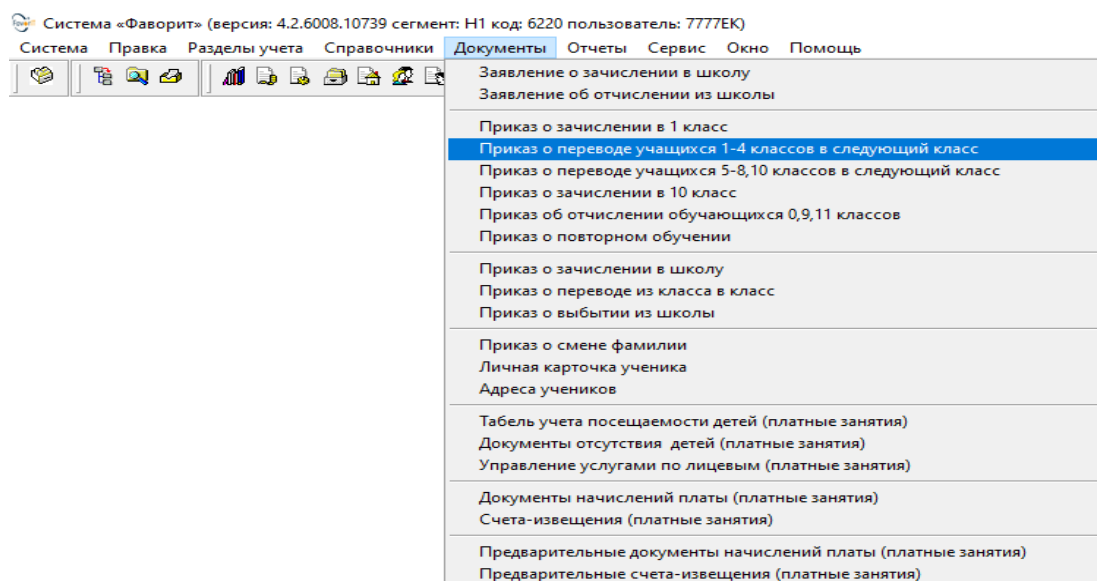 Система «Фаворит» (версия: 4.2.6008.10739 сегмент: H1 код: 6220 пользователь: 7777ЕК)
Система Правка Разделы учета Справочники Документы Отчеты Сервис Окно Помощь
Заявление о зачислении в школу
Заявление об отчислении из школы
Приказ о зачислении в 1 класс
Приказ о переводе учащихся 1-4 классов в следующий класс
Приказ о переводе учащихся 5-8,10 классов в следующий класс
Приказ о зачислении в 10 класс
Приказ об отчислении обучающихся 0,9,11 классов
Приказ о повторном обучении
Приказ о зачислении в школу
Приказ о переводе из класса в класс
Приказ о выбытии из школы
Приказ о смене фамилии
Личная карточка ученика
Адреса учеников
Табель учета посещаемости детей (платные занятия)
Документы отсутствия детей (платные занятия)
Управление услугами по лицевым (платные занятия)
Документы начислений платы (платные занятия)
Счета-извещения (платные занятия)
Предварительные документы начислений платы (платные занятия)
Предварительные счета-извещения (платные занятия)